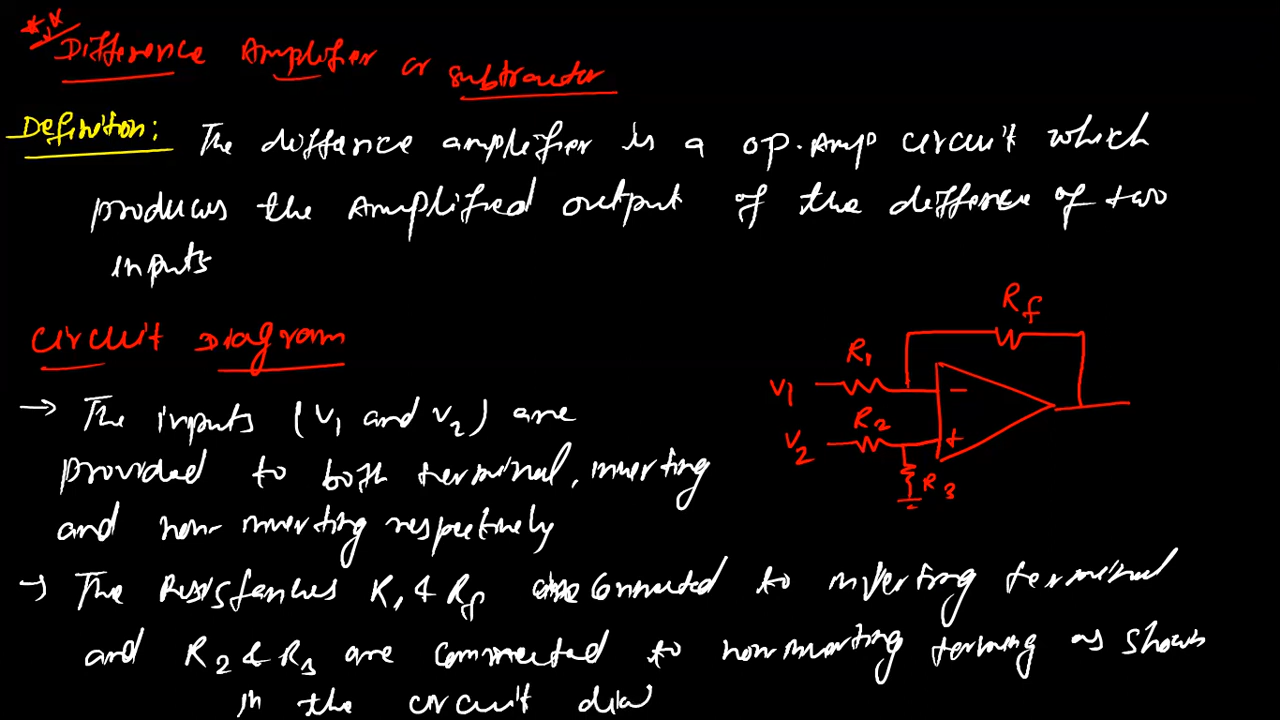 *,*
Difference Amplifier or subtractor
Definition: The diffance amplifier is a op.Amp circuit which
produces the Amplified output of the difference of two
inputs
Circuit Diagram
→ The inputs (V1 and V2) are
provided to both terminal, inverting
and non-inverting respectively
→ The Resistances R1 & Rf are Connected to inverting terminal
and R2 & R3 are connected to non inverting as shown
in the circuit
Rf
R1
V1
-
R2
V2
+
R3